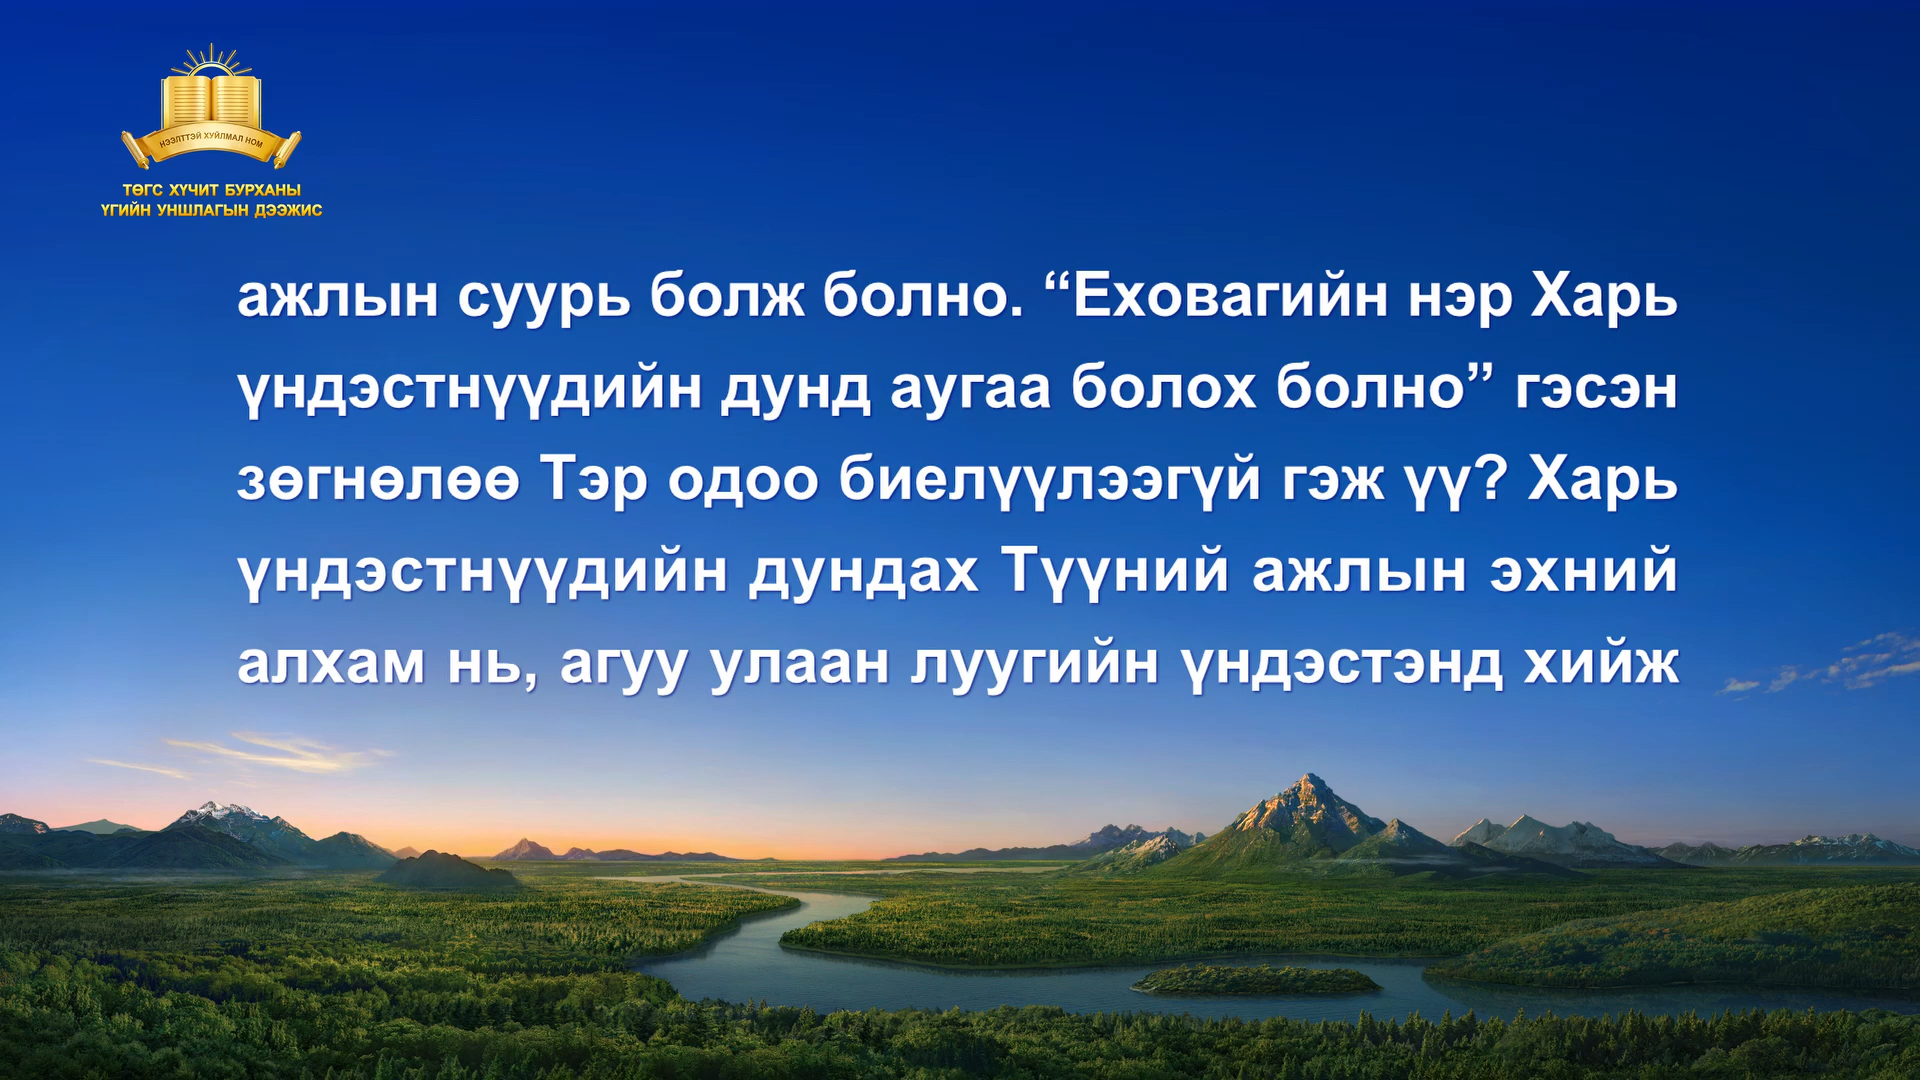 НЭЭЛТТЭЙ ХУЙЛМАЛ НОМ
ТӨГС ХҮЧИТ БУРХАНЫ
ҮГИЙН УНШЛАГЫН ДЭЭЖИС
ажлын суурь болж болно. “Еховагийн нэр Харь
үндэстнүүдийн дунд аугаа болох болно” гэсэн
зөгнөлөө Тэр одоо биелүүлээгүй гэж үү? Харь
үндэстнүүдийн дундах Түүний ажлын эхний
алхам нь, агуу улаан луугийн үндэстэнд хийж